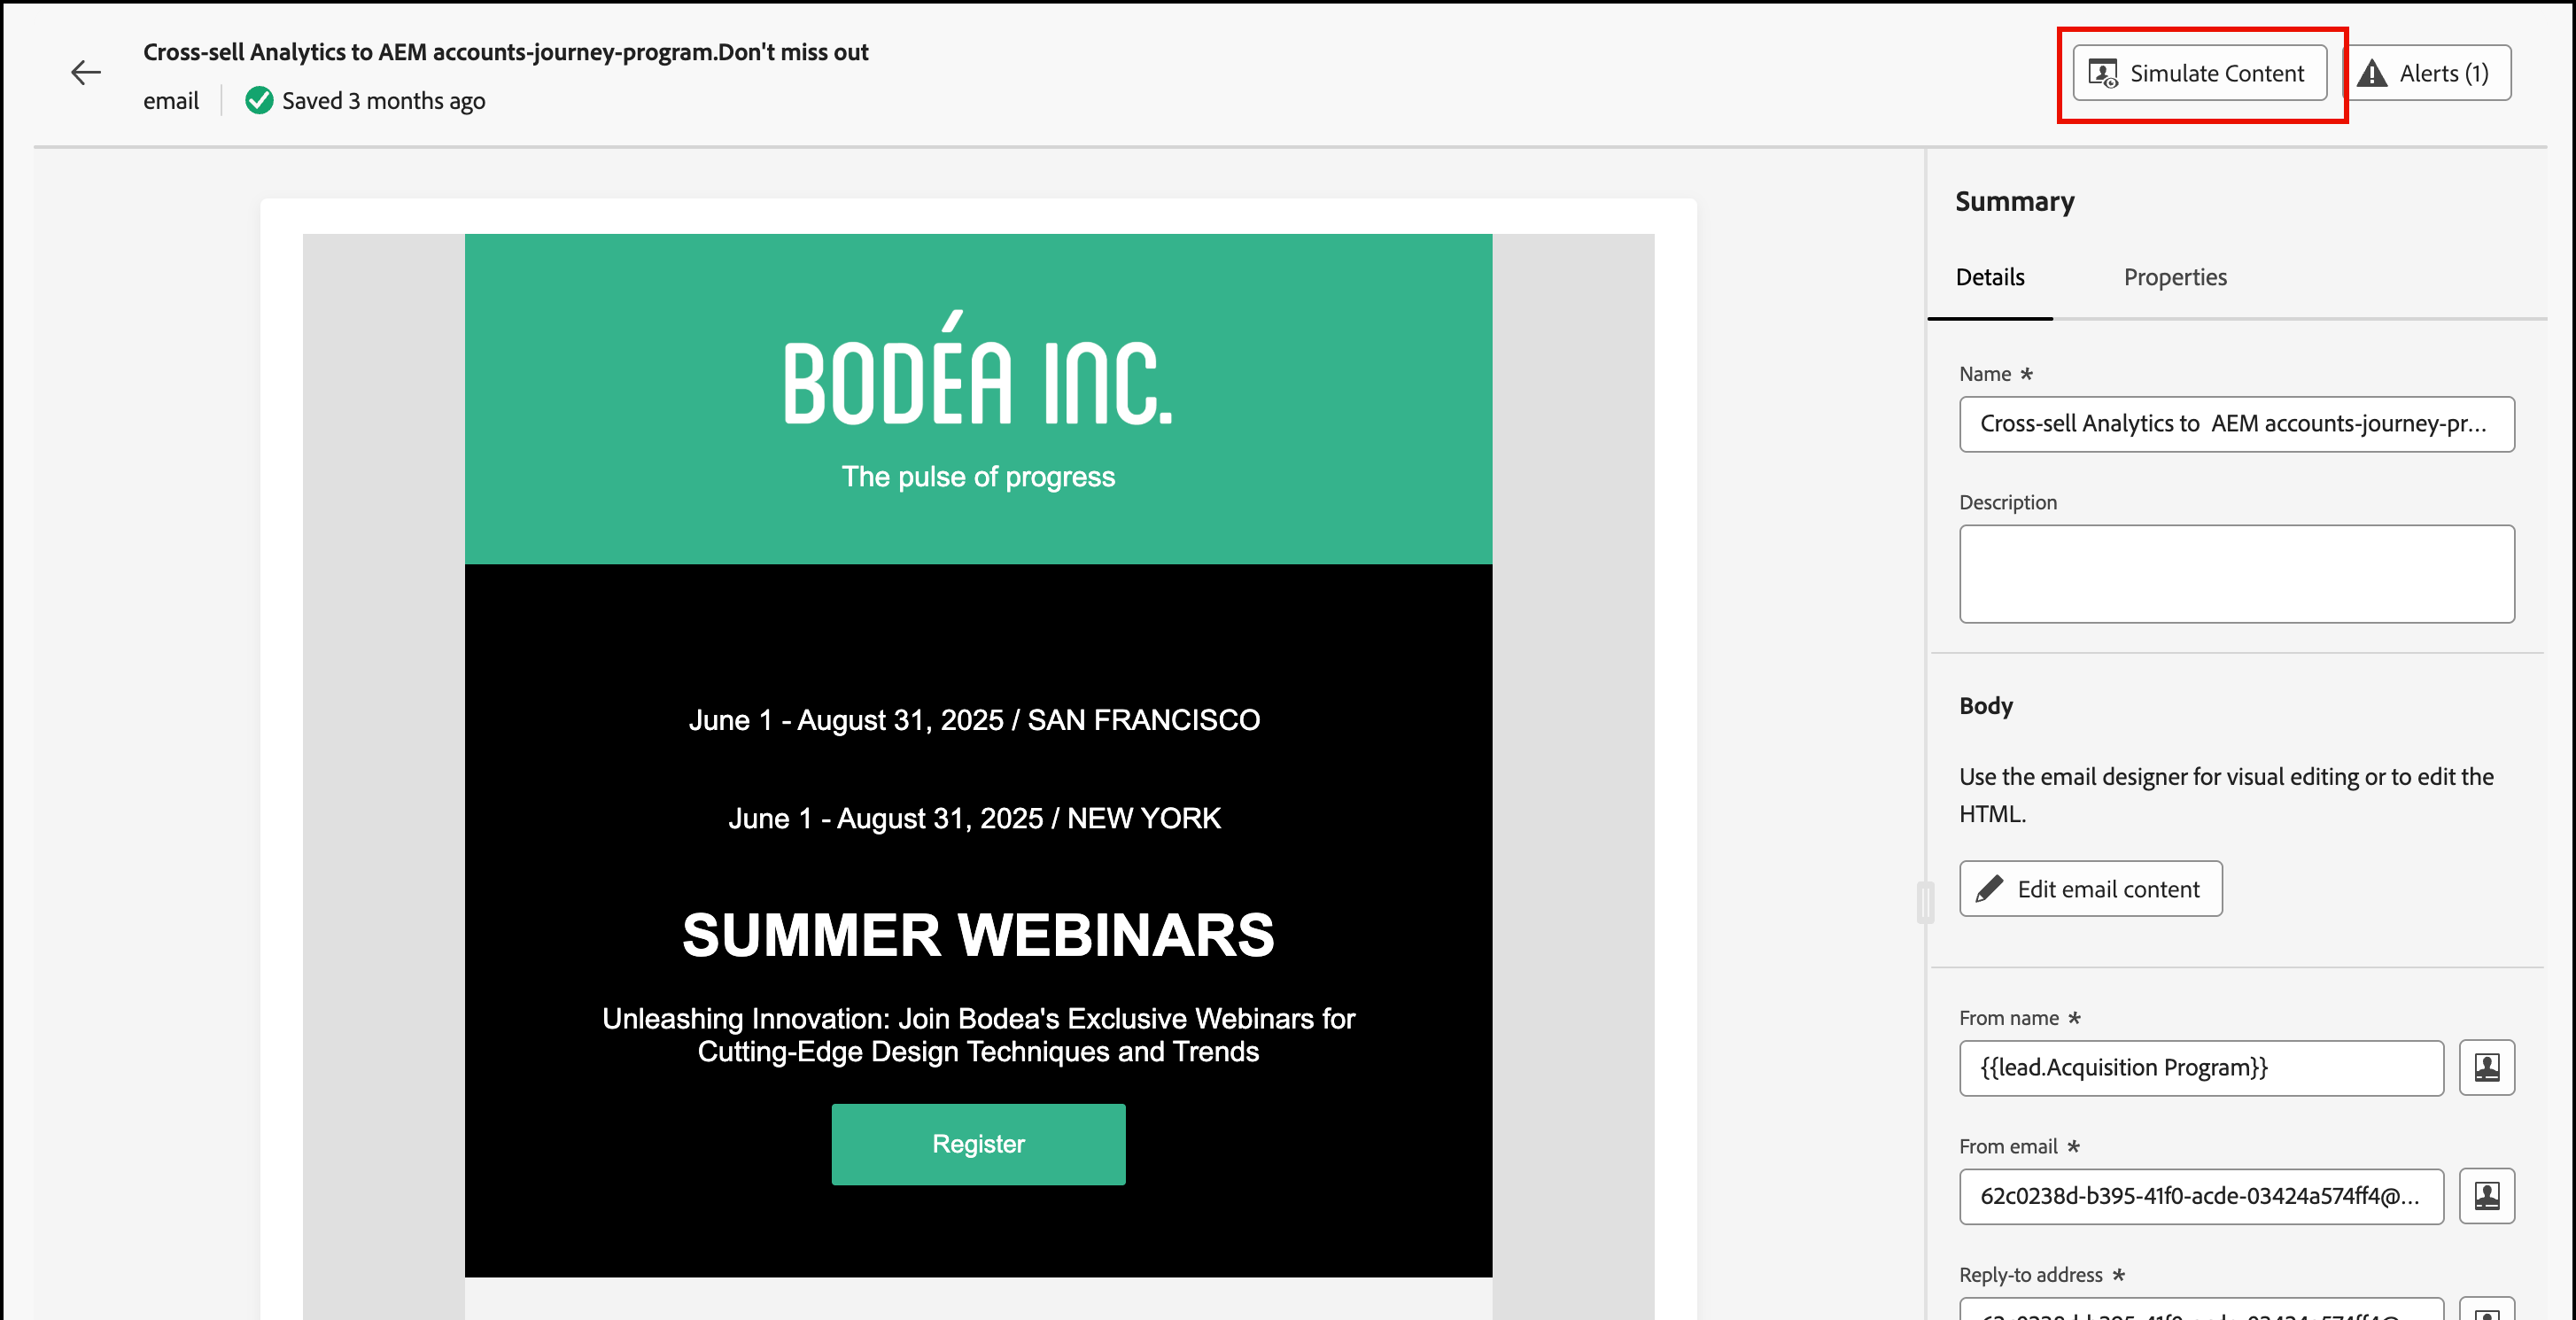 Cross-sell Analytics to AEM accounts-journey-program.Don't miss out
email
Saved 3 months ago
Simulate Content
Alerts (1)
BODÉA INC.
The pulse of progress
June 1 - August 31, 2025 / SAN FRANCISCO
June 1 - August 31, 2025 / NEW YORK
SUMMER WEBINARS
Unleashing Innovation: Join Bodea's Exclusive Webinars for
Cutting-Edge Design Techniques and Trends
Register
Summary
Details
Properties
Name *
Cross-sell Analytics to  AEM accounts-journey-pr...
Description
Body
Use the email designer for visual editing or to edit the
HTML.
Edit email content
From name *
{{lead.Acquisition Program}}
From email *
62c0238d-b395-41f0-acde-03424a574ff4@...
Reply-to address *